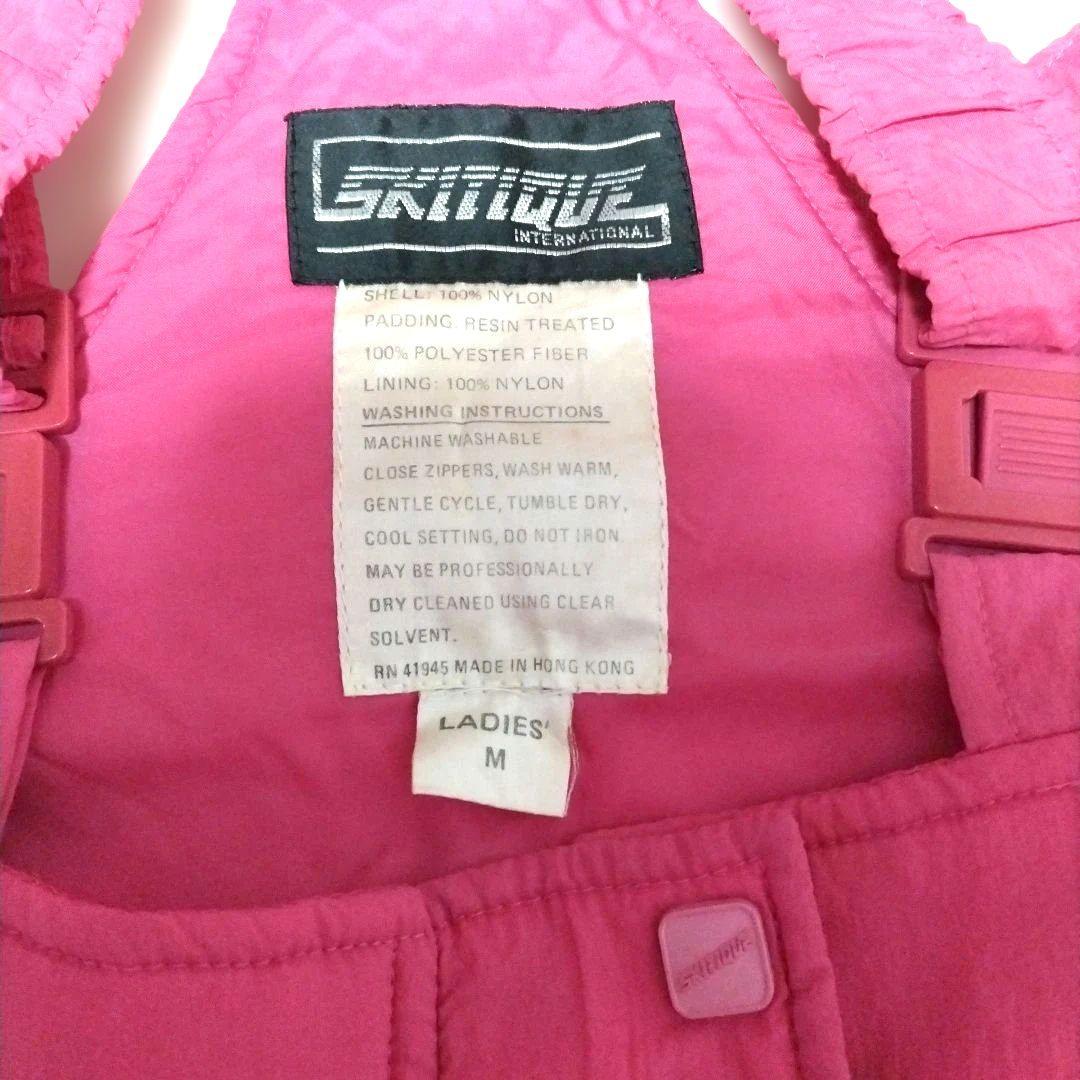 SKITIQUE
INTERNATIONAL
SHELL: 100% NYLON
PADDING: RESIN TREATED
100% POLYESTER FIBER
LINING: 100% NYLON
WASHING INSTRUCTIONS
MACHINE WASHABLE
CLOSE ZIPPERS, WASH WARM,
GENTLE CYCLE, TUMBLE DRY,
COOL SETTING, DO NOT IRON
MAY BE PROFESSIONALLY
DRY CLEANED USING CLEAR
SOLVENT.
RN 41945 MADE IN HONG KONG
LADIES'
M
SKITIQUE